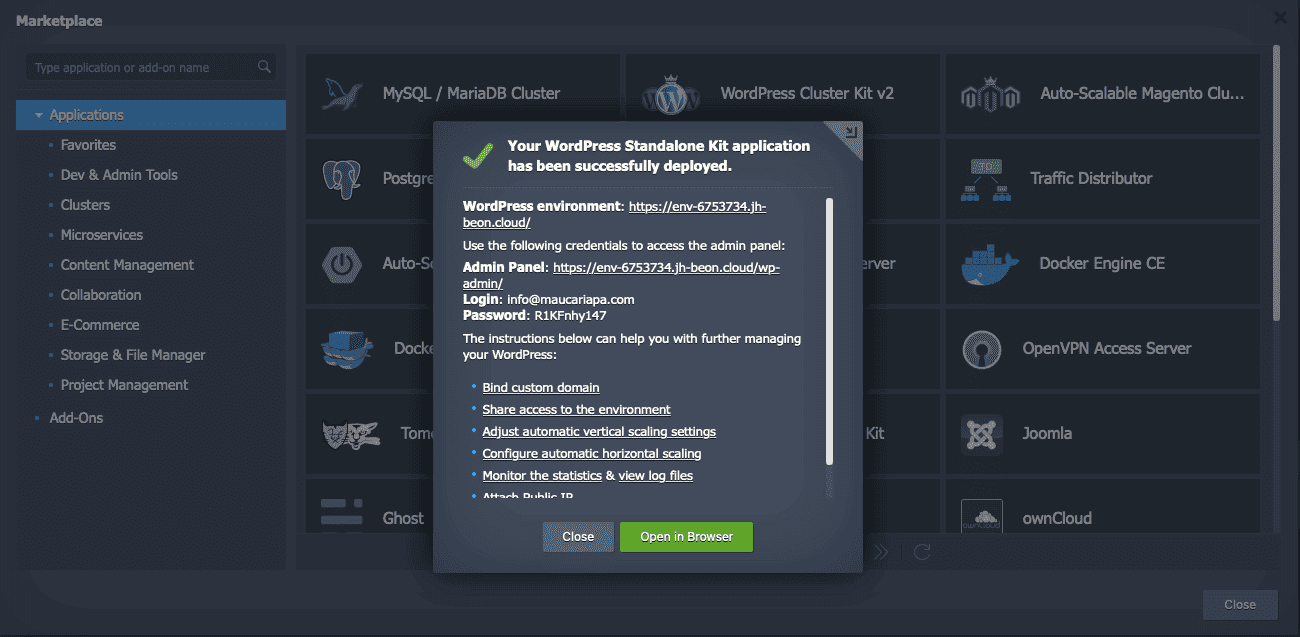 Marketplace
Type application or add-on name
Applications
Favorites
Dev & Admin Tools
Clusters
Microservices
Content Management
Collaboration
E-Commerce
Storage & File Manager
Project Management
Add-Ons
MySQL / MariaDB Cluster
WordPress Cluster Kit v2
Auto-Scalable Magento Clu...
Postgre
TD
Traffic Distributor
Auto-Sc
erver
Docker Engine CE
Docke
OpenVPN Access Server
Tom
Kit
Joomla
Ghost
ownCloud
ownCloud
Your WordPress Standalone Kit application
has been successfully deployed.
WordPress environment: https://env-6753734.jh-
beon.cloud/
Use the following credentials to access the admin panel:
Admin Panel: https://env-6753734.jh-beon.cloud/wp-
admin/
Login: info@maucariapa.com
Password: R1KFnhy147
The instructions below can help you with further managing
your WordPress:
Bind custom domain
Share access to the environment
Adjust automatic vertical scaling settings
Configure automatic horizontal scaling
Monitor the statistics & view log files
Attach Public IP
Close
Open in Browser
Close